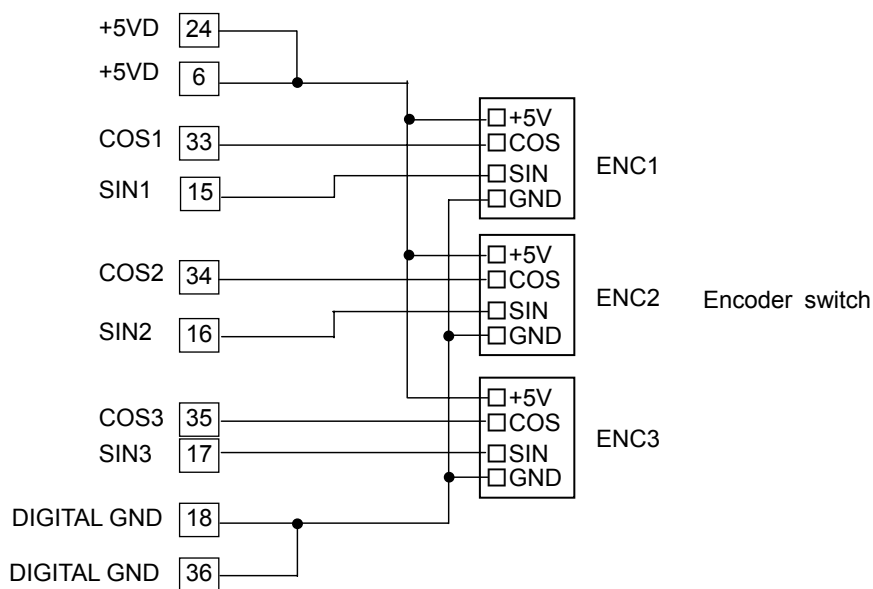 +5VD 24
+5VD 6
COS1 33
SIN1 15
COS2 34
SIN2 16
COS3 35
SIN3 17
DIGITAL GND 18
DIGITAL GND 36
+5V
COS
SIN
GND
ENC1
+5V
COS
SIN
GND
ENC2
Encoder switch
+5V
COS
SIN
GND
ENC3